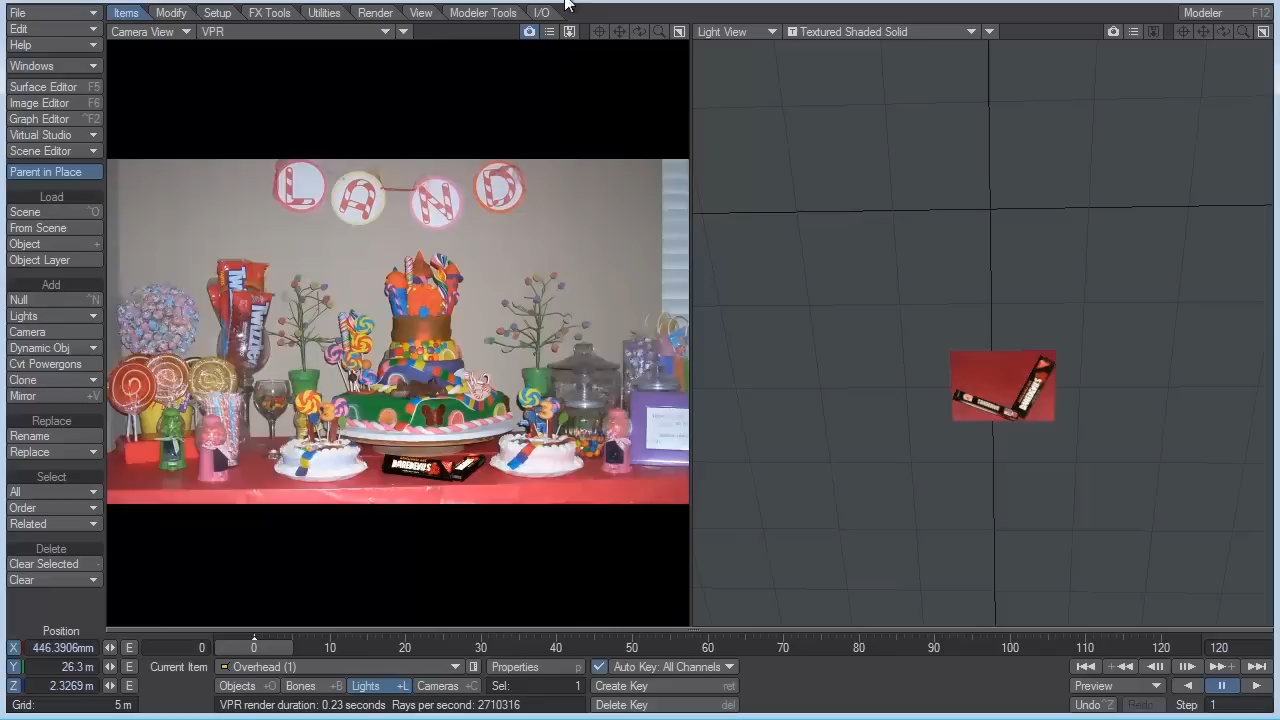 File
Items Modify Setup FX Tools Utilities Render View Modeler Tools I/O
Modeler F12
Edit
Camera View VPR
Light View T Textured Shaded Solid
Help
Windows
Surface Editor F5
Image Editor F6
Graph Editor ^F2
Virtual Studio
Scene Editor
Parent in Place
Load
Scene ^O
From Scene
Object +
Object Layer
Add
Null ^N
Lights
Camera
Dynamic Obj
Cvt Powergons
Clone
Mirror +V
Replace
Rename
Replace
Select
All
Order
Related
Delete
Clear Selected -
Clear
L A N D
DAREDEVILS
Position
X 446.3906mm E
Y 26.3 m E
Z 2.3269 m E
Grid: 5 m
0 0 10 20 30 40 50 60 70 80 90 100 110 120 120
Current Item Overhead (1) Properties p Auto Key: All Channels
Objects +O Bones +B Lights +L Cameras +C Sel: 1 Create Key ret
VPR render duration: 0.23 seconds Rays per second: 2710316 Delete Key del
Preview
Undo ^Z Redo Step 1